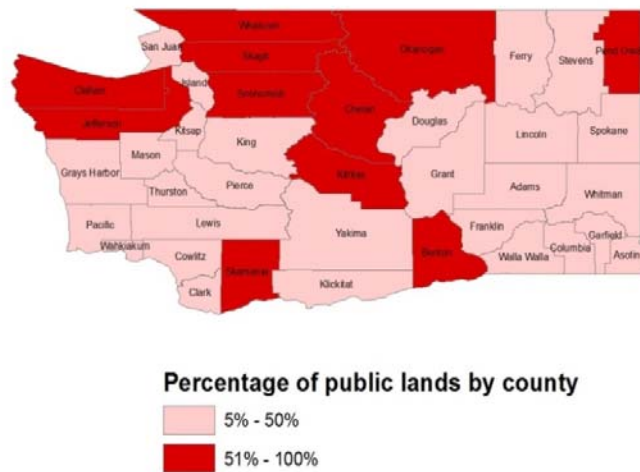 Whatcom
San Juan
Skagit
Okanogan
Ferry
Stevens
Pend Oreille
Island
Snohomish
Clallam
Chelan
Jefferson
Kitsap
Douglas
King
Lincoln
Spokane
Mason
Grays Harbor
Kittitas
Grant
Thurston
Pierce
Adams
Whitman
Pacific
Lewis
Yakima
Franklin
Garfield
Wahkiakum
Cowlitz
Skamania
Benton
Walla Walla
Columbia
Asotin
Clark
Klickitat
Percentage of public lands by county
5% - 50%
51% - 100%